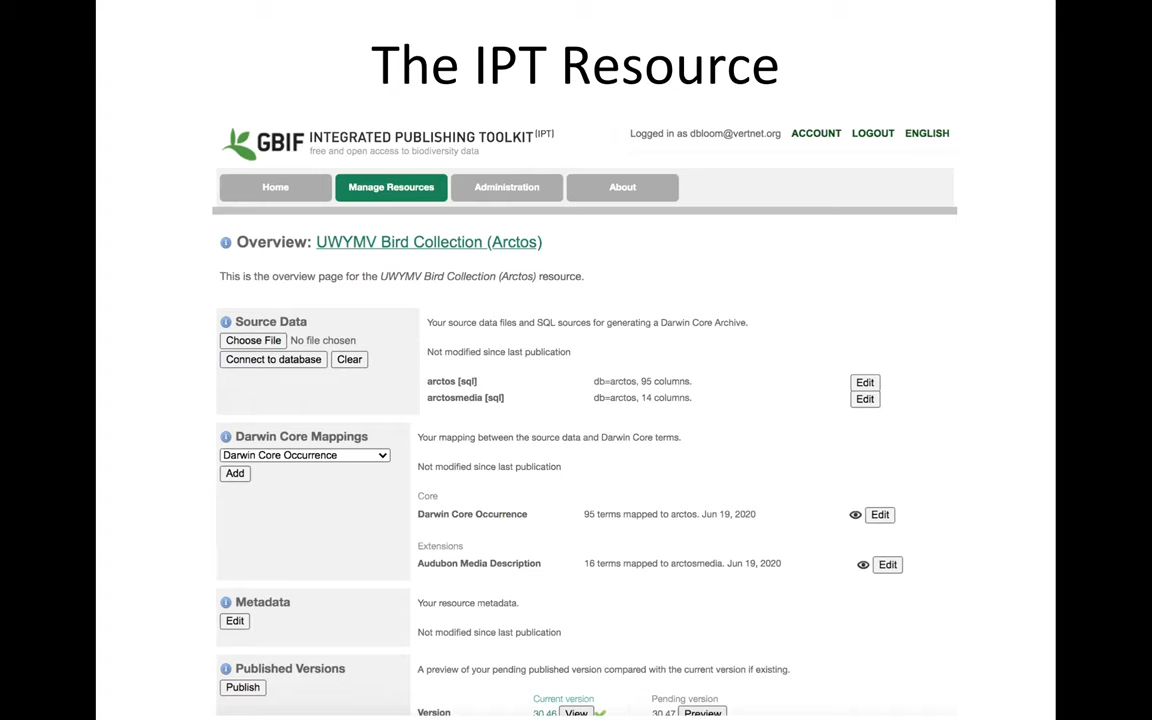 The IPT Resource
GBIF INTEGRATED PUBLISHING TOOLKIT (IPT)
free and open access to biodiversity data
Logged in as dbloom@vertnet.org ACCOUNT LOGOUT ENGLISH
Home Manage Resources Administration About
Overview: UWYMV Bird Collection (Arctos)
This is the overview page for the UWYMV Bird Collection (Arctos) resource.
Source Data
Choose File No file chosen
Connect to database Clear
Your source data files and SQL sources for generating a Darwin Core Archive.
Not modified since last publication
arctos [sql] db=arctos, 95 columns. Edit
arctosmedia [sql] db=arctos, 14 columns. Edit
Darwin Core Mappings
Darwin Core Occurrence
Add
Your mapping between the source data and Darwin Core terms.
Not modified since last publication
Core
Darwin Core Occurrence 95 terms mapped to arctos. Jun 19, 2020 Edit
Extensions
Audubon Media Description 16 terms mapped to arctosmedia. Jun 19, 2020 Edit
Metadata
Edit
Your resource metadata.
Not modified since last publication
Published Versions
Publish
A preview of your pending published version compared with the current version if existing.
Current version Pending version
Version 30.46 View 30.47 Preview